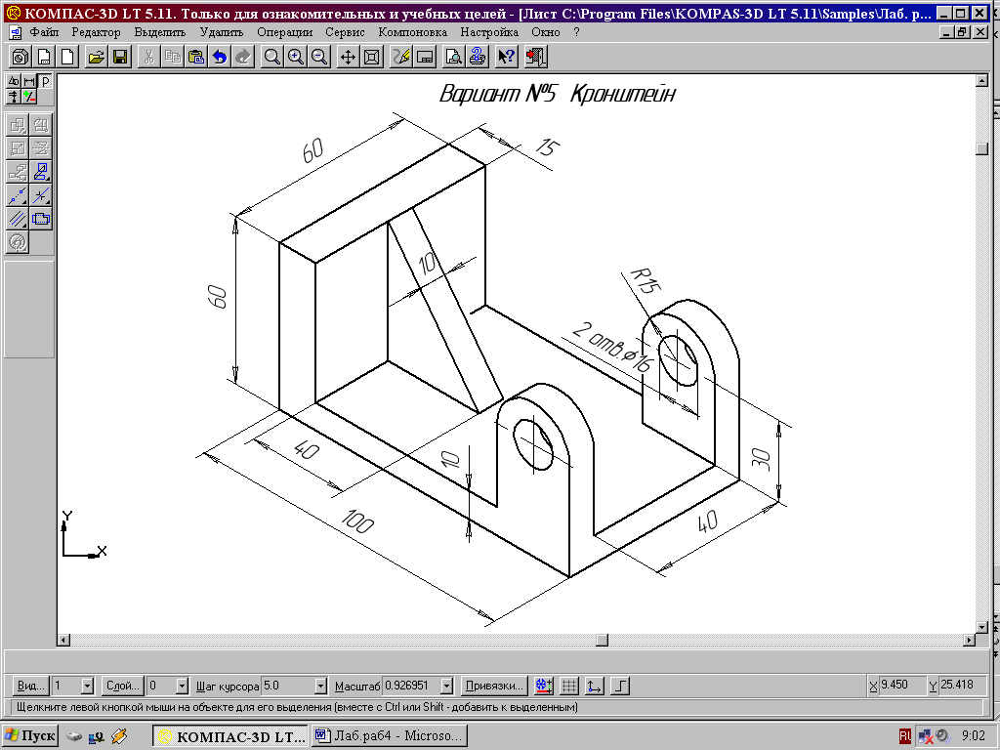 КОМПАС-3D LT 5.11. Только для ознакомительных и учебных целей - [Лист C:\Program Files\KOMPAS-3D LT 5.11\Samples\Лаб. р...
Файл Редактор Выделить Удалить Операции Сервис Компоновка Настройка Окно ?
Вариант №5 Кронштейн
60
15
10
60
R15
2 отв.ϕ16
40
10
30
100
40
Y
X
Вид... 1 Слой... 0 Шаг курсора 5.0 Масштаб 0.926951 Привязки... X 9.450 Y 25.418
Щелкните левой кнопкой мыши на объекте для его выделения (вместе с Ctrl или Shift - добавить к выделенным)
Пуск КОМПАС-3D LT... Лаб.раб4 - Microso... Ru 9:02